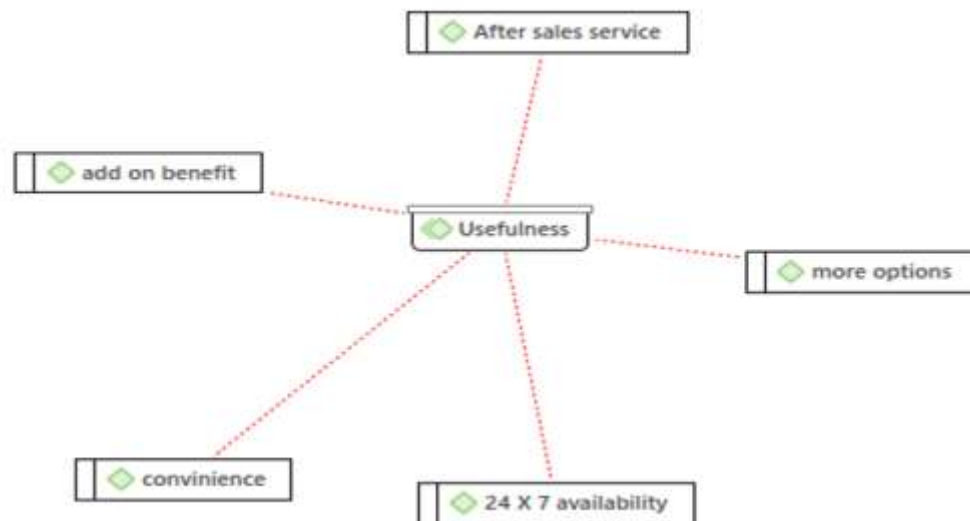 After sales service
add on benefit
Usefulness
more options
convinience
24 X 7 availability